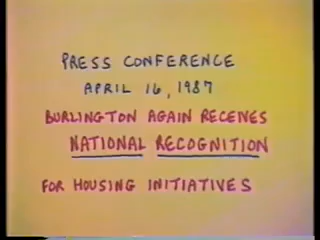 PRESS CONFERENCE
APRIL 16, 1987
BURLINGTON AGAIN RECEIVES
NATIONAL RECOGNITION
FOR HOUSING INITIATIVES